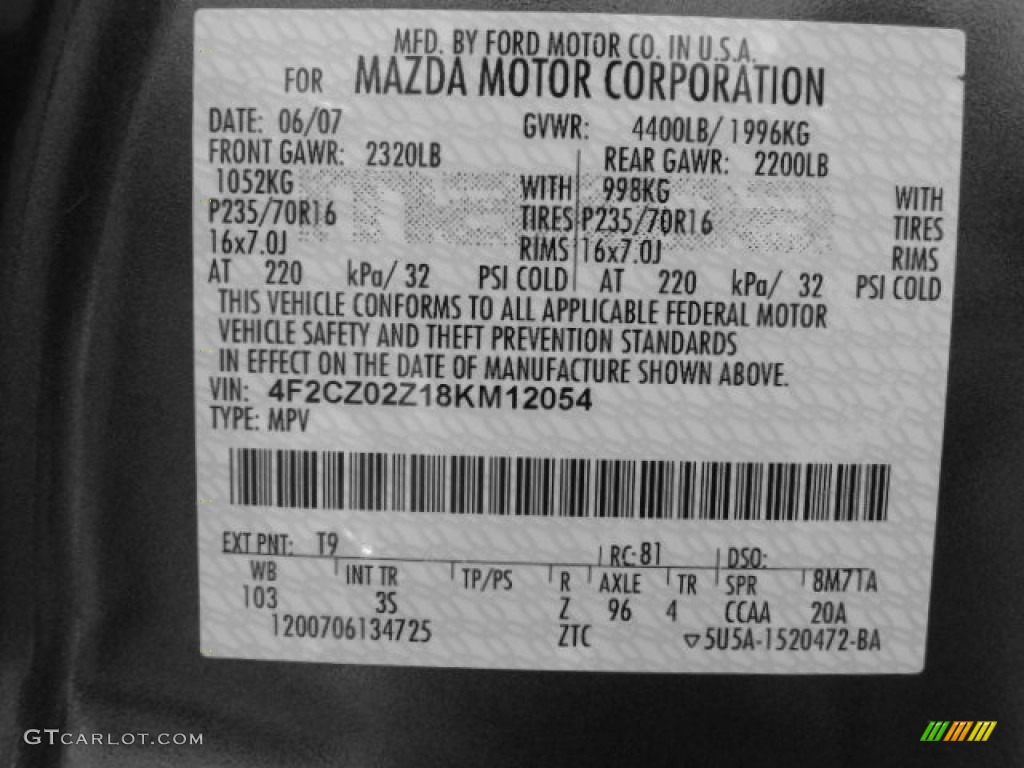 MFD. BY FORD MOTOR CO. IN U.S.A.
FOR MAZDA MOTOR CORPORATION
DATE: 06/07 GVWR: 4400LB/ 1996KG
FRONT GAWR: 2320LB REAR GAWR: 2200LB
1052KG WITH 998KG WITH
P235/70R16 TIRES P235/70R16 TIRES
16x7.0J RIMS 16x7.0J RIMS
AT 220 kPa/ 32 PSI COLD AT 220 kPa/ 32 PSI COLD
THIS VEHICLE CONFORMS TO ALL APPLICABLE FEDERAL MOTOR
VEHICLE SAFETY AND THEFT PREVENTION STANDARDS
IN EFFECT ON THE DATE OF MANUFACTURE SHOWN ABOVE.
VIN: 4F2CZ02Z18KM12054
TYPE: MPV
EXT PNT: T9 RC: 81 DSO:
WB INT TR TP/PS R AXLE TR SPR 8M71A
103 3S Z 96 4 CCAA 20A
1200706134725 ZTC ▽5U5A-1520472-BA
GTCARLOT.COM